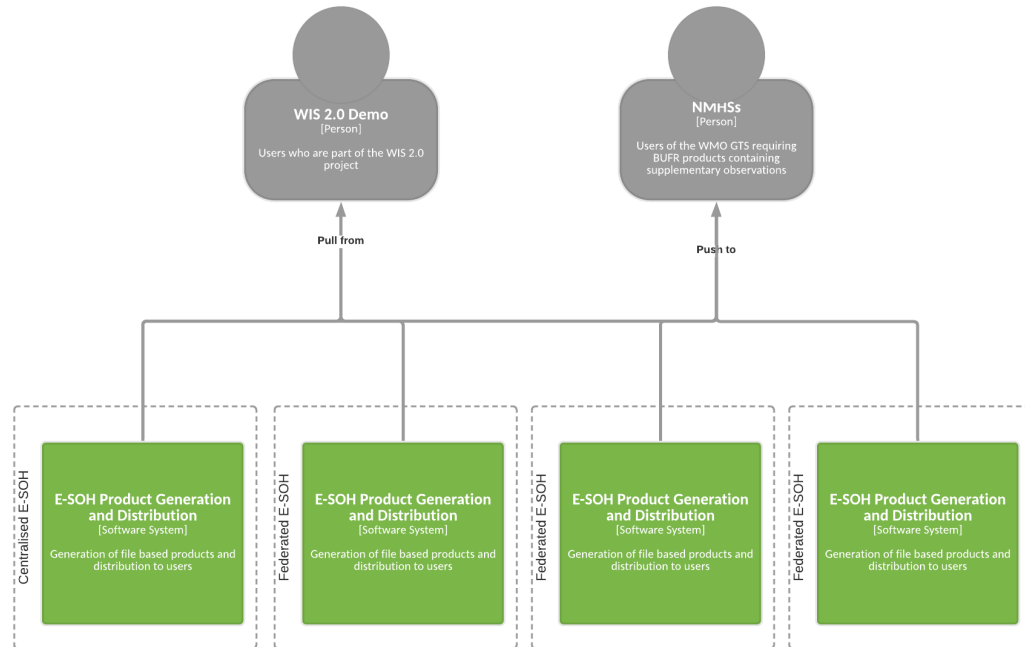 WIS 2.0 Demo
[Person]
Users who are part of the WIS 2.0
project
NMHSs
[Person]
Users of the WMO GTS requiring
BUFR products containing
supplementary observations
Pull from
Push to
Centralised E-SOH
E-SOH Product Generation
and Distribution
[Software System]
Generation of file based products and
distribution to users
Federated E-SOH
E-SOH Product Generation
and Distribution
[Software System]
Generation of file based products and
distribution to users
Federated E-SOH
E-SOH Product Generation
and Distribution
[Software System]
Generation of file based products and
distribution to users
Federated E-SOH
E-SOH Product Generation
and Distribution
[Software System]
Generation of file based products and
distribution to users